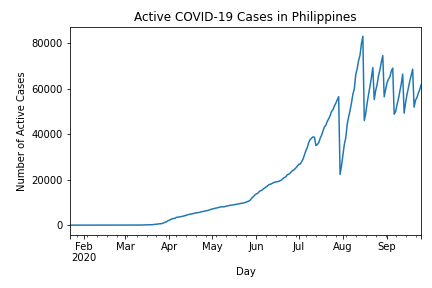 Active COVID-19 Cases in Philippines
Number of Active Cases
80000
60000
40000
20000
0
Feb Mar Apr May Jun Jul Aug Sep
2020
Day